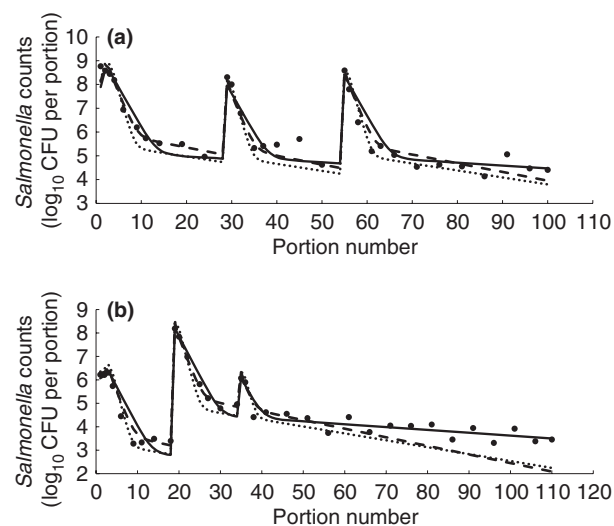 (a)
Salmonella counts
(log10 CFU per portion)
10
9
8
7
6
5
4
3
0 10 20 30 40 50 60 70 80 90 100 110
Portion number
(b)
Salmonella counts
(log10 CFU per portion)
9
8
7
6
5
4
3
2
0 10 20 30 40 50 60 70 80 90 100 110 120
Portion number